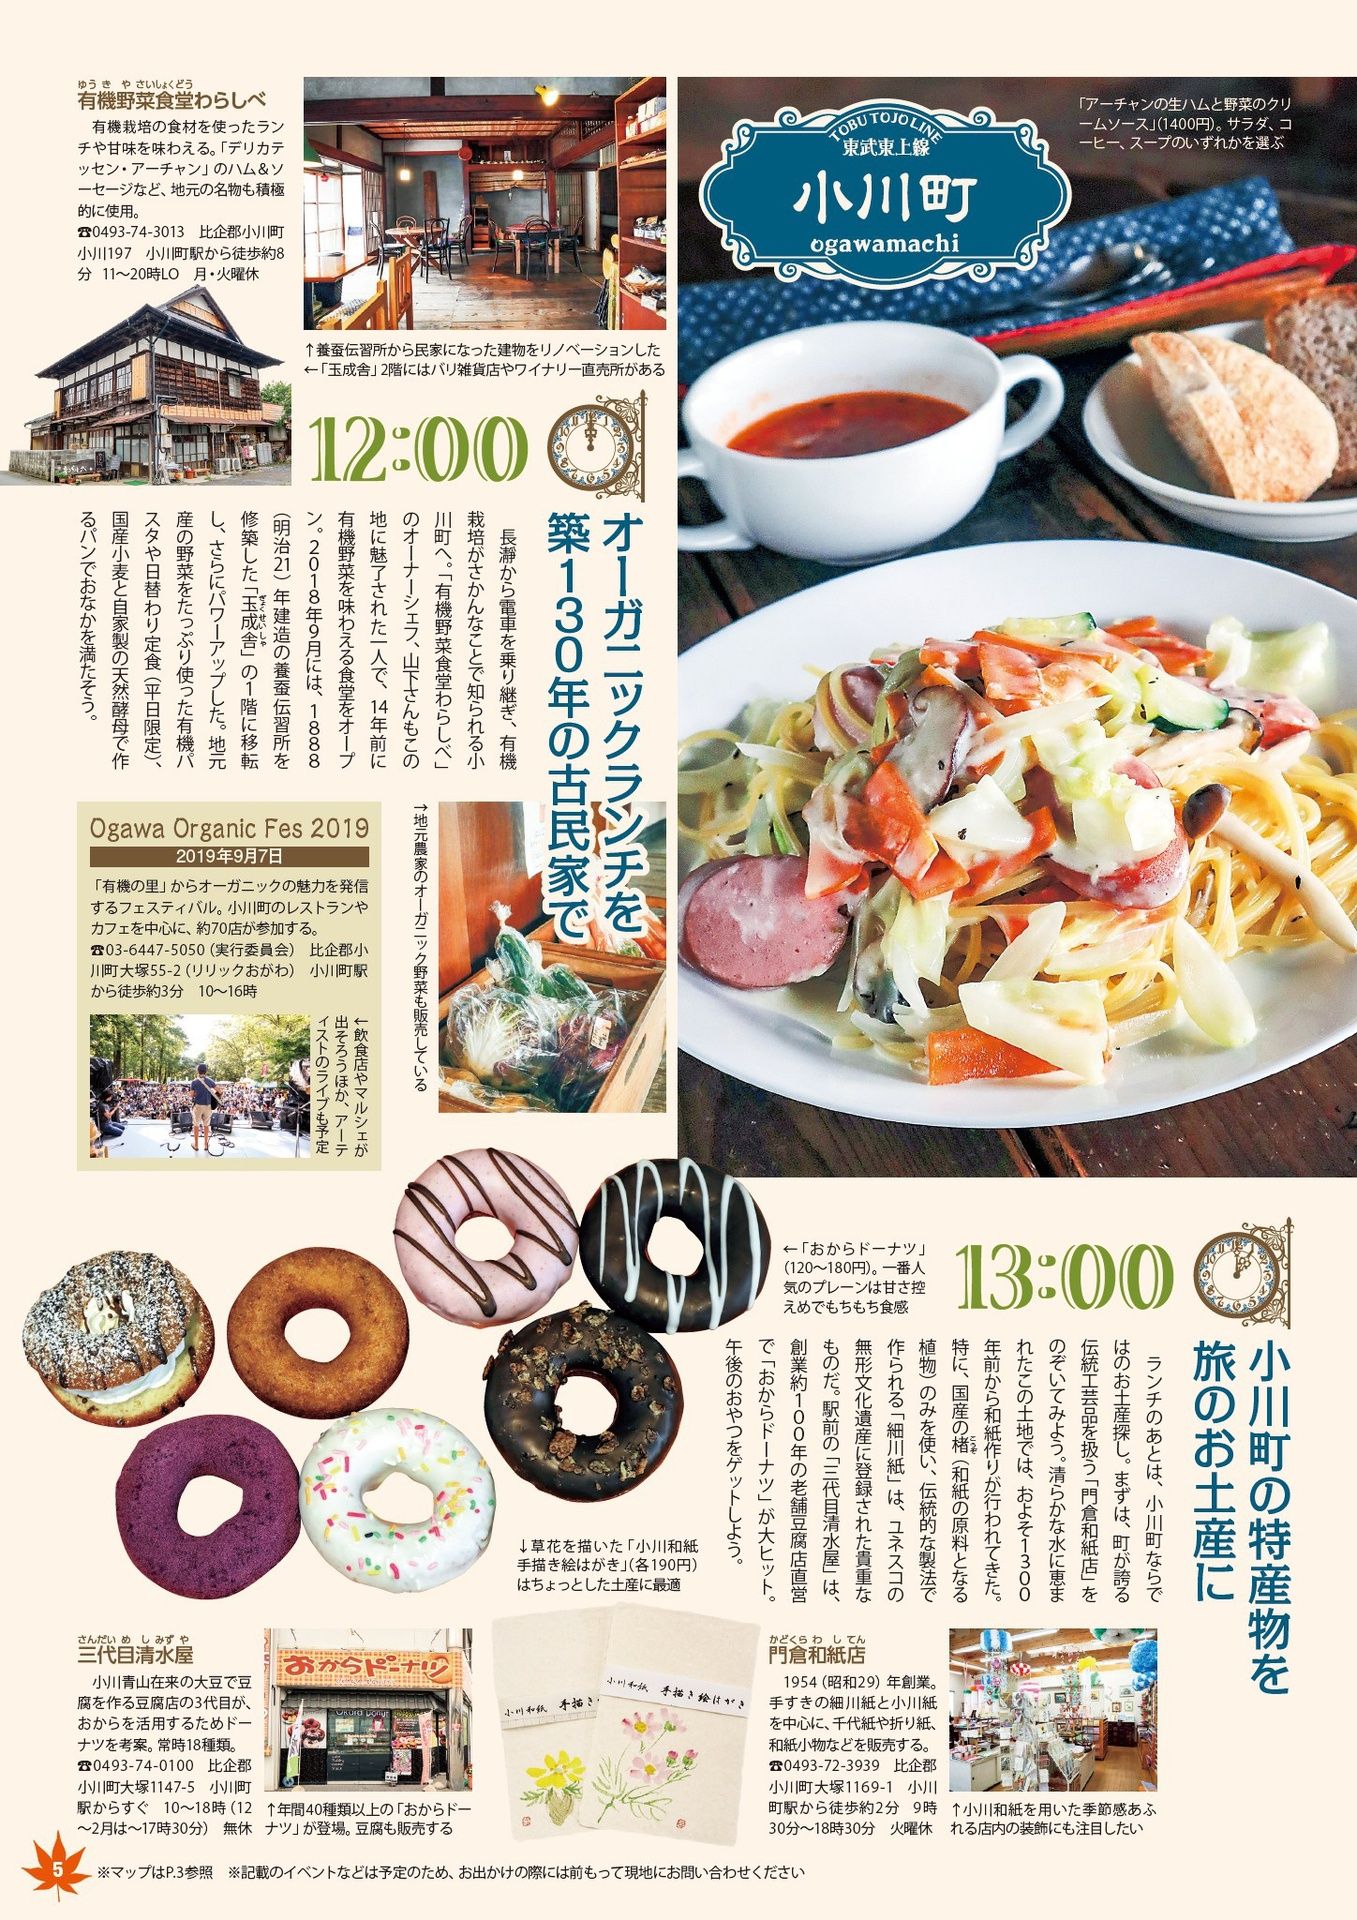 TOBU TOJO LINE
東武東上線
小川町
ogawamachi
「アーチャンの生ハムと野菜のクリ
ームソース」(1400円)。サラダ、コ
ーヒー、スープのいずれかを選ぶ
ゆうきやさいしょくどう
有機野菜食堂わらしべ
有機栽培の食材を使ったラン
チや甘味を味わえる。「デリカテ
ッセン・アーチャン」のハム&ソ
ーセージなど、地元の名物も積極
的に使用。
☎0493-74-3013　比企郡小川町
小川197　小川町駅から徒歩約8
分　11〜20時LO　月・火曜休
↑養蚕伝習所から民家になった建物をリノベーションした
←「玉成舎」2階にはバリ雑貨店やワイナリー直売所がある
12:00
オーガニックランチを
築130年の古民家で
長瀞から電車を乗り継ぎ、有機
栽培がさかんなことで知られる小
川町へ。「有機野菜食堂わらしべ」
のオーナーシェフ、山下さんもこの
地に魅了された一人で、14年前に
有機野菜を味わえる食堂をオープ
ン。2018年9月には、1888
(明治21)年建造の養蚕伝習所を
修築した「玉成舎」の1階に移転
ぎょくせいしゃ
し、さらにパワーアップした。地元
産の野菜をたっぷり使った有機パ
スタや日替わり定食(平日限定)、
国産小麦と自家製の天然酵母で作
るパンでおなかを満たそう。
→地元農家のオーガニック野菜も販売している
Ogawa Organic Fes 2019
2019年9月7日
「有機の里」からオーガニックの魅力を発信
するフェスティバル。小川町のレストランや
カフェを中心に、約70店が参加する。
☎03-6447-5050(実行委員会)　比企郡小
川町大塚55-2(リリックおがわ)　小川町駅
から徒歩約3分　10〜16時
←飲食店やマルシェが
出そろうほか、アーテ
ィストのライブも予定
13:00
小川町の特産物を
旅のお土産に
←「おからドーナツ」
(120〜180円)。一番人
気のプレーンは甘さ控
えめでもちもち食感
ランチのあとは、小川町ならで
はのお土産探し。まずは、町が誇る
伝統工芸品を扱う「門倉和紙店」を
のぞいてみよう。清らかな水に恵ま
れたこの土地では、およそ1300
年前から和紙作りが行われてきた。
特に、国産の楮(和紙の原料となる
こうぞ
植物)のみを使い、伝統的な製法で
作られる「細川紙」は、ユネスコの
無形文化遺産に登録された貴重な
ものだ。駅前の「三代目清水屋」は、
創業約100年の老舗豆腐店直営
で「おからドーナツ」が大ヒット。
午後のおやつをゲットしよう。
↓草花を描いた「小川和紙
手描き絵はがき」(各190円)
はちょっとした土産に最適
さんだいめしみずや
三代目清水屋
小川青山在来の大豆で豆
腐を作る豆腐店の3代目が、
おからを活用するためドー
ナツを考案。常時18種類。
☎0493-74-0100　比企郡
小川町大塚1147-5　小川町
駅からすぐ　10〜18時(12
〜2月は〜17時30分)　無休
おからドーナツ
Okara Donut
↑年間40種類以上の「おからドー
ナツ」が登場。豆腐も販売する
小川和紙　手描き
小川和紙　手描き絵はがき
かどくらわしてん
門倉和紙店
1954(昭和29)年創業。
手すきの細川紙と小川紙
を中心に、千代紙や折り紙、
和紙小物などを販売する。
☎0493-72-3939　比企郡
小川町大塚1169-1　小川
町駅から徒歩約2分　9時
30分〜18時30分　火曜休
↑小川和紙を用いた季節感あふ
れる店内の装飾にも注目したい
5
※マップはP.3参照　※記載のイベントなどは予定のため、お出かけの際には前もって現地にお問い合わせください